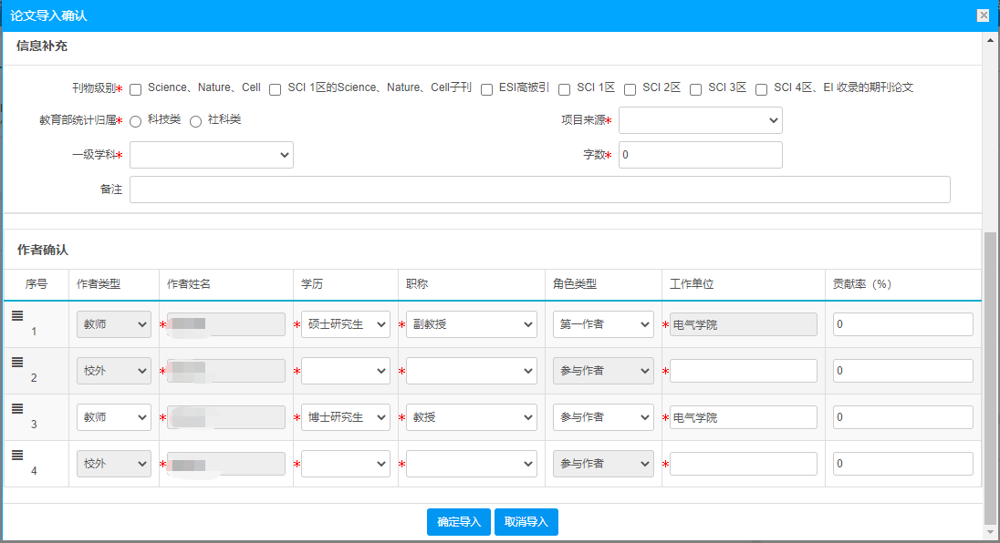 论文导入确认
信息补充
刊物级别* Science、Nature、Cell SCI 1区的Science、Nature、Cell子刊 ESI高被引 SCI 1区 SCI 2区 SCI 3区 SCI 4区、EI 收录的期刊论文
教育部统计归属* 科技类 社科类 项目来源*
一级学科* 字数* 0
备注
作者确认
序号 作者类型 作者姓名 学历 职称 角色类型 工作单位 贡献率（%）
1 教师 * * 硕士研究生 * 副教授 第一作者 * 电气学院 0
2 校外 * * * 参与作者 * 0
3 教师 * * 博士研究生 * 教授 参与作者 * 电气学院 0
4 校外 * * * 参与作者 * 0
确定导入 取消导入